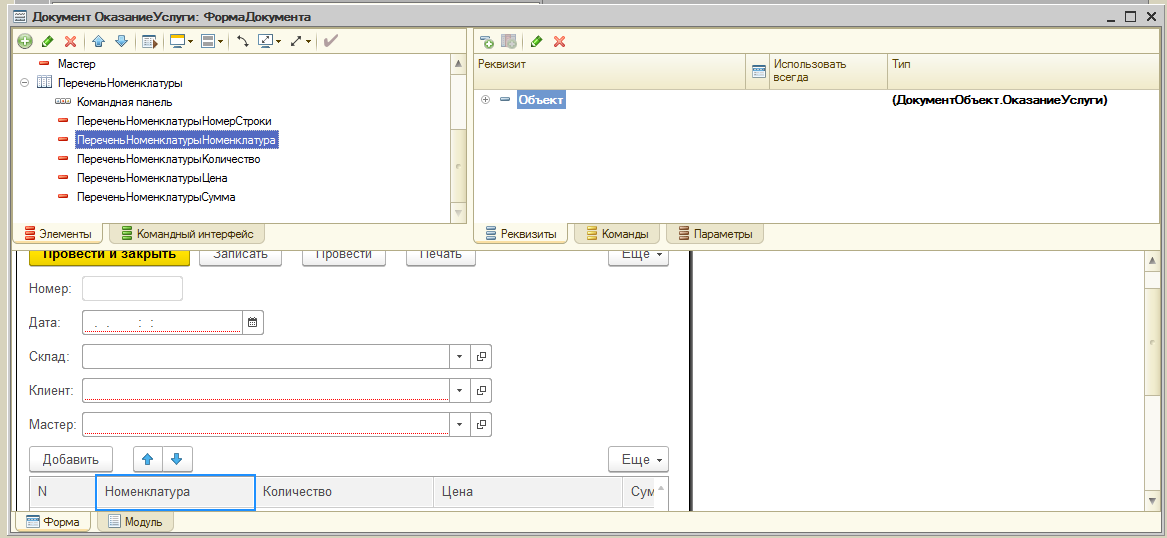 Документ ОказаниеУслуги: ФормаДокумента
Мастер
ПереченьНоменклатуры
Командная панель
ПереченьНоменклатурыНомерСтроки
ПереченьНоменклатурыНоменклатура
ПереченьНоменклатурыКоличество
ПереченьНоменклатурыЦена
ПереченьНоменклатурыСумма
Элементы Командный интерфейс
Реквизит Использовать всегда Тип
Объект (ДокументОбъект.ОказаниеУслуги)
Реквизиты Команды Параметры
Провести и закрыть Записать Провести Печать Еще
Номер:
Дата: . . : :
Склад:
Клиент:
Мастер:
Добавить Еще
N Номенклатура Количество Цена Сум
Форма Модуль